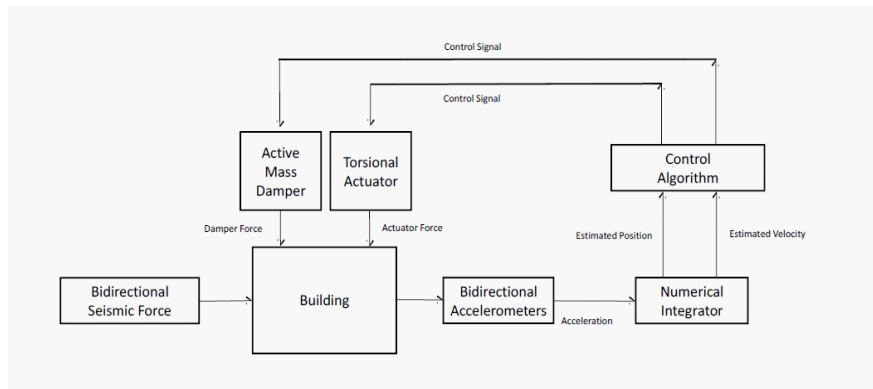 Control Signal
Control Signal
Active
Mass
Damper
Torsional
Actuator
Control
Algorithm
Damper Force
Actuator Force
Estimated Position
Estimated Velocity
Bidirectional
Seismic Force
Building
Bidirectional
Accelerometers
Acceleration
Numerical
Integrator